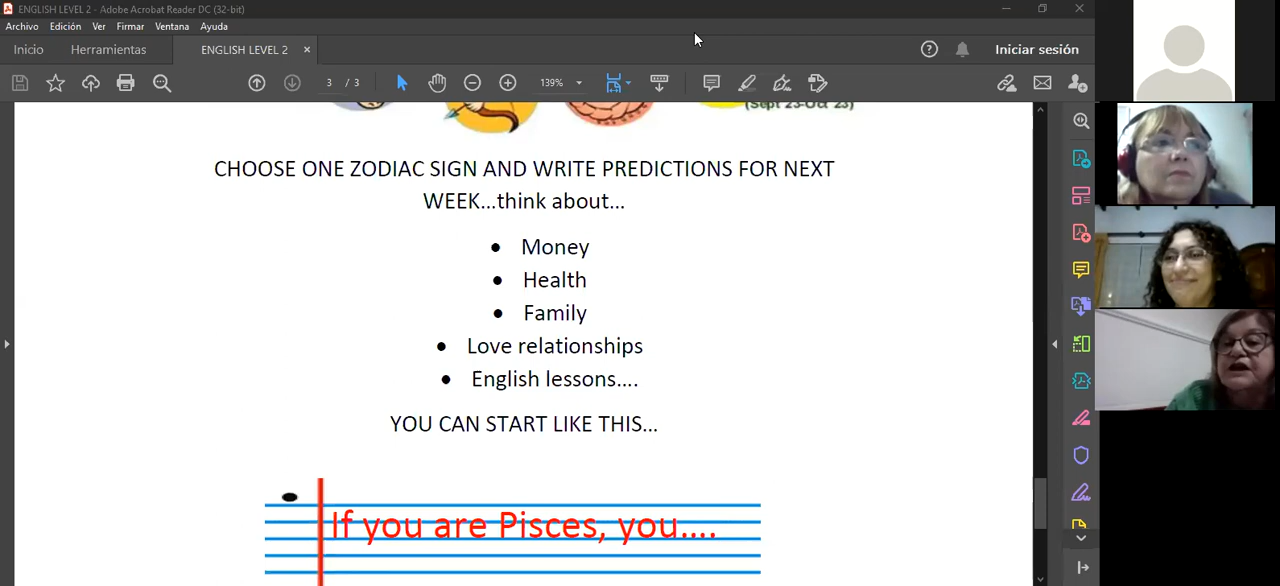 ENGLISH LEVEL 2 - Adobe Acrobat Reader DC (32-bit)
Archivo Edición Ver Firmar Ventana Ayuda
Inicio Herramientas ENGLISH LEVEL 2 × Iniciar sesión
3 / 3 139%
(Sept 23-Oct 23)
CHOOSE ONE ZODIAC SIGN AND WRITE PREDICTIONS FOR NEXT
WEEK...think about...
• Money
• Health
• Family
• Love relationships
• English lessons....
YOU CAN START LIKE THIS...
If you are Pisces, you....